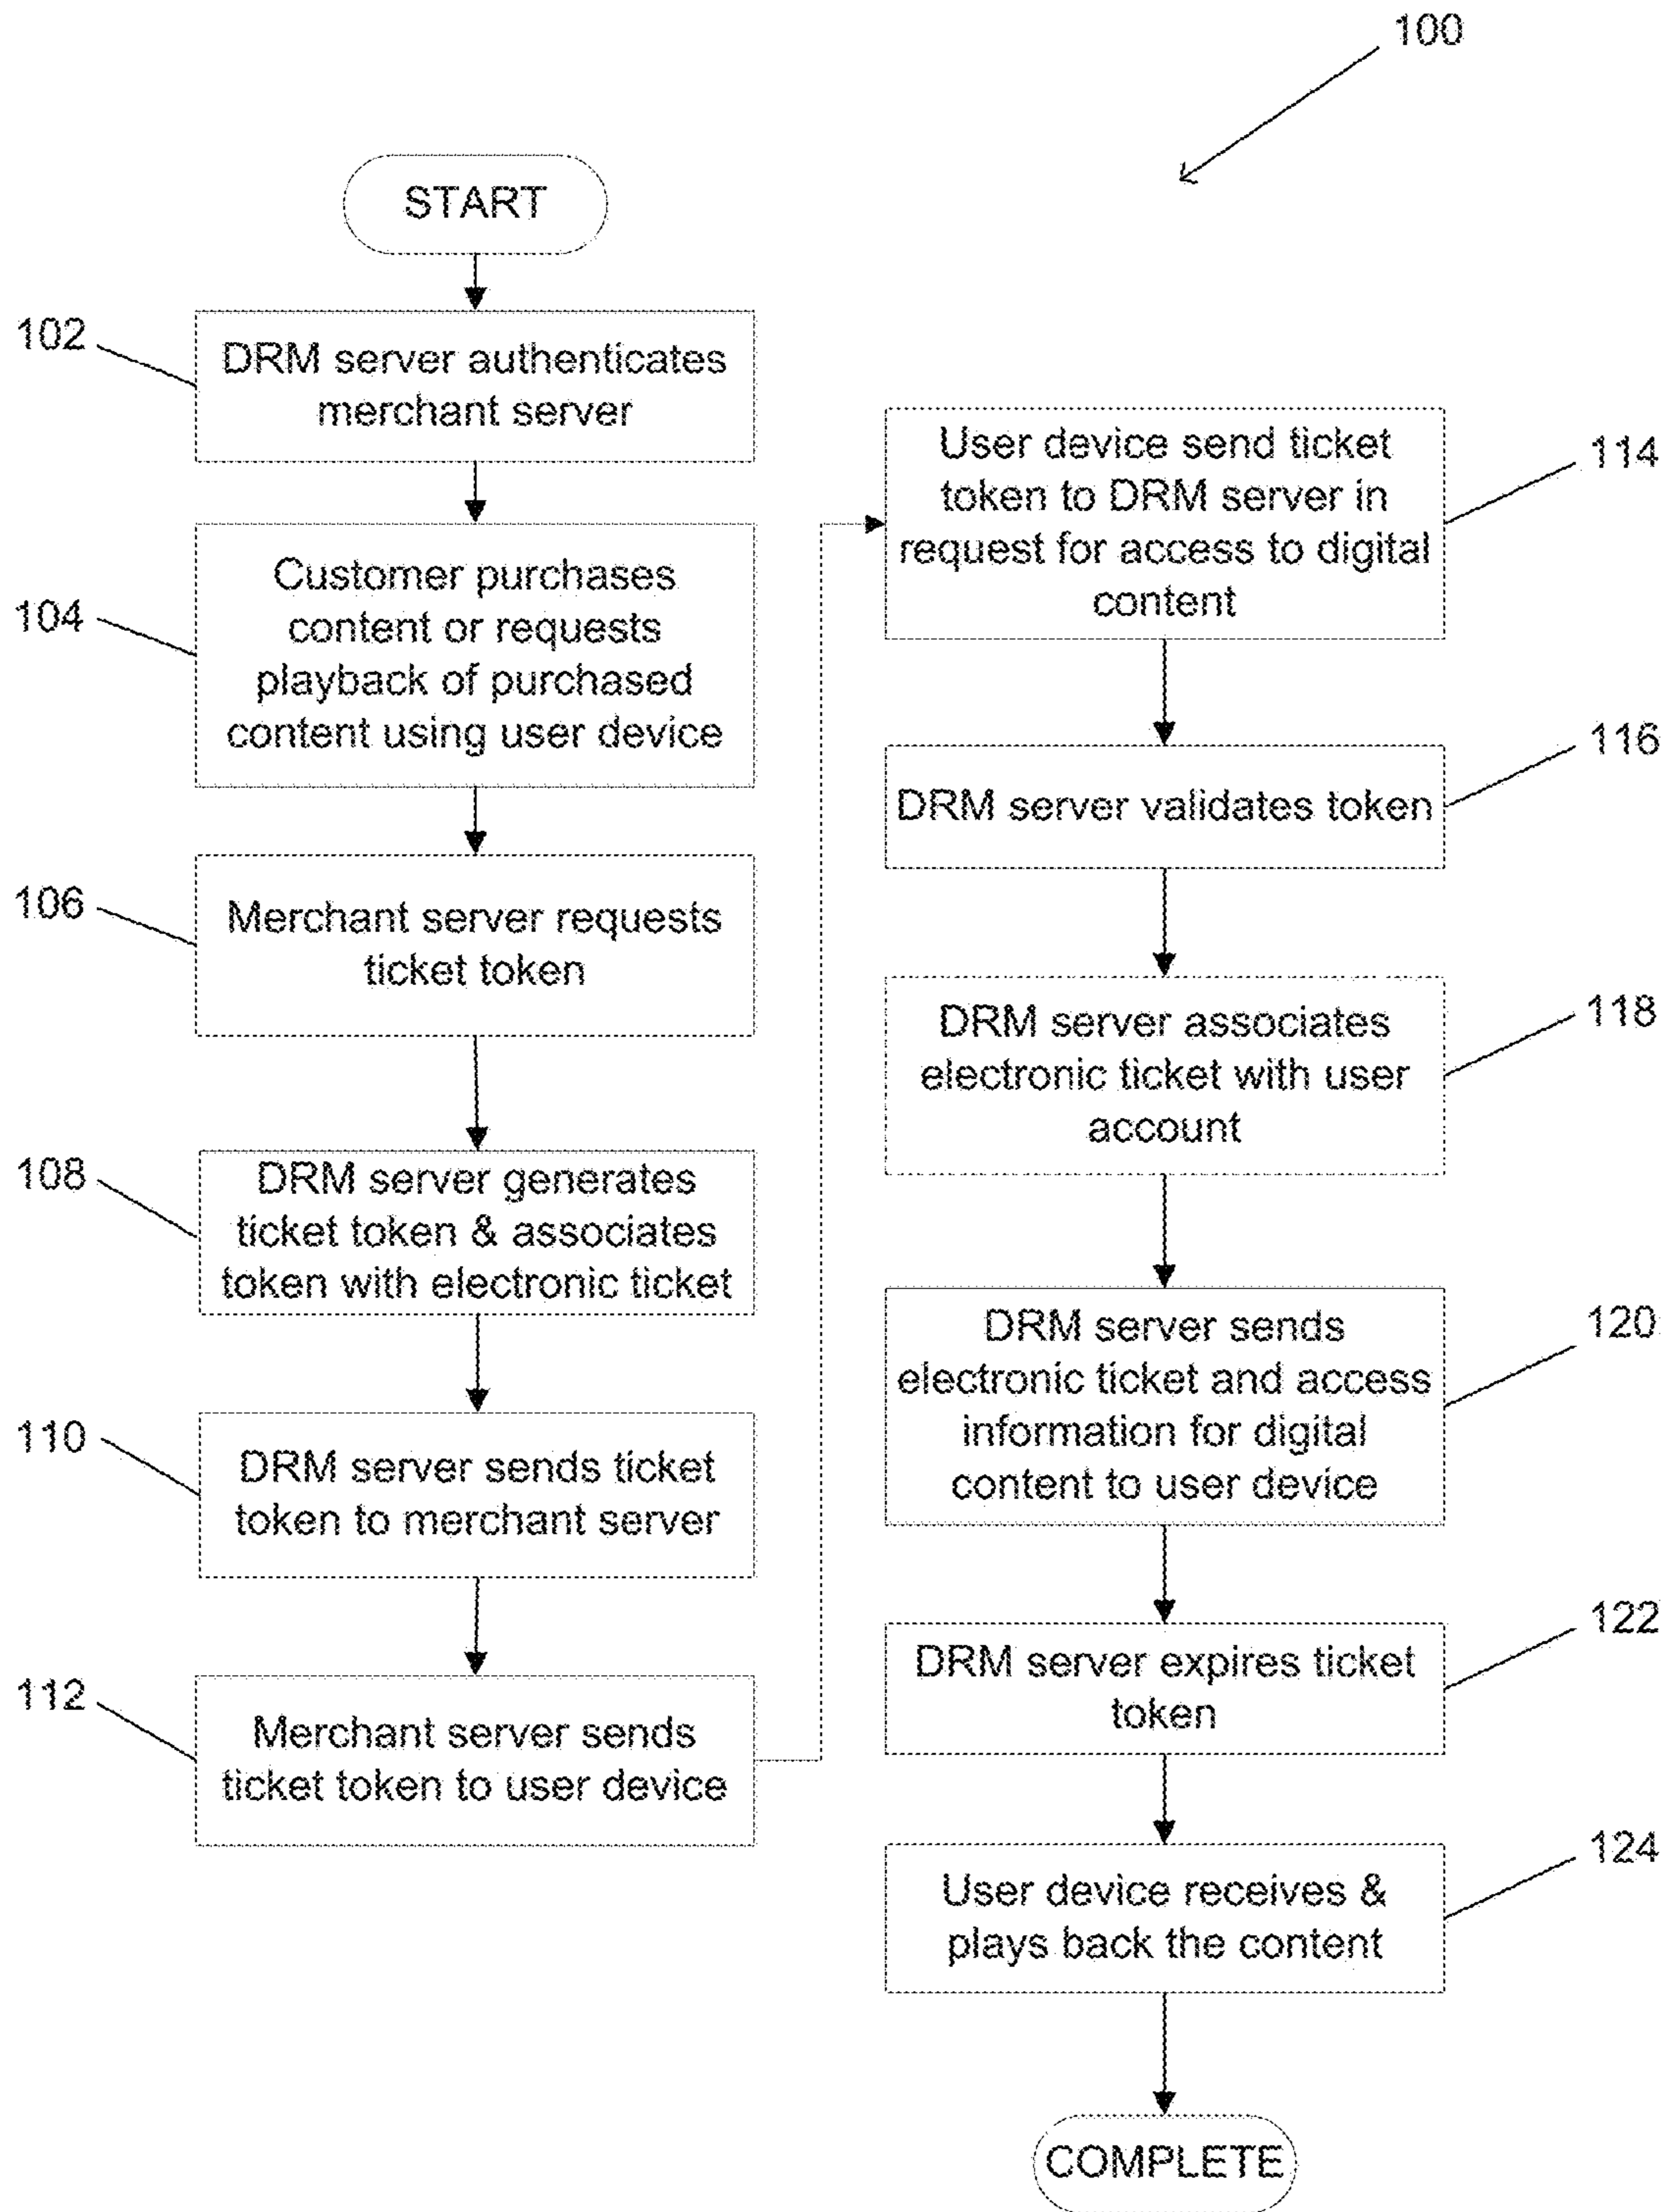 100
START
102
DRM server authenticates
merchant server
104
Customer purchases
content or requests
playback of purchased
content using user device
106
Merchant server requests
ticket token
108
DRM server generates
ticket token & associates
token with electronic ticket
110
DRM server sends ticket
token to merchant server
112
Merchant server sends
ticket token to user device
114
User device send ticket
token to DRM server in
request for access to digital
content
116
DRM server validates token
118
DRM server associates
electronic ticket with user
account
120
DRM server sends
electronic ticket and access
information for digital
content to user device
122
DRM server expires ticket
token
124
User device receives &
plays back the content
COMPLETE